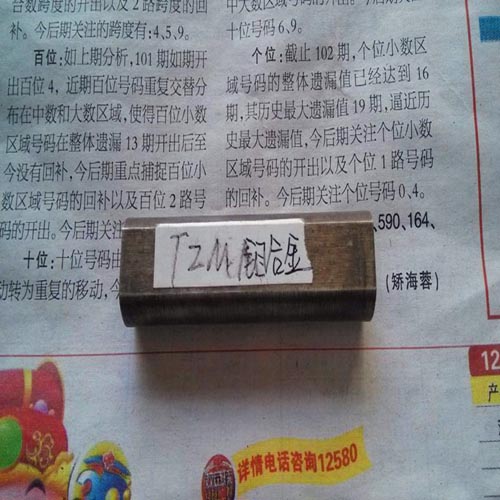 台数跨度的开出以及2路跨度的回
补。今后期关注的跨度有:4、5、9。
百位:如上期分析,101期如期开
出百位4,近期百位号码重复交替分
布在中数和大数区域,使得百位小数
区域号码在整体遗漏13期开出后至
今没有回补,今后期重点捕捉百位小
数区域号码的回补以及百位2路号
码的开出。今后期关注
十位:十位号码由
动转为重复的移动,今
十位号码6、9。
个位:截止102期,个位小数区
域号码的整体遗漏值已经达到16
期,其历史最大遗漏值19期,逼近历
史最大遗漏值,今后期关注个位小数
区域号码的开出以及个位1路号码
的回补。今后期关注个位号码0、4。
590、164、
(矫海蓉)
TZM钼合金
详情电话咨询12580
12
产